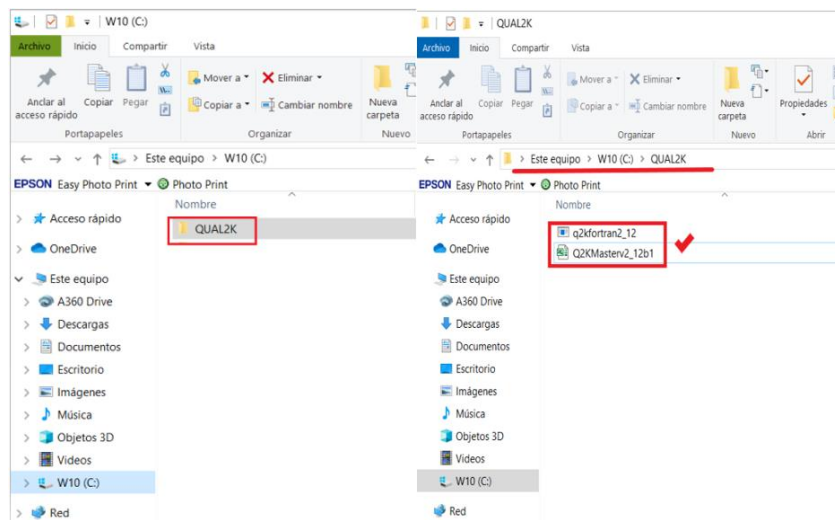 W10 (C:)
Archivo Inicio Compartir Vista
Anclar al acceso rápido
Copiar
Pegar
Mover a
Copiar a
Eliminar
Cambiar nombre
Nueva carpeta
Portapapeles Organizar Nuevo
Este equipo > W10 (C:)
EPSON Easy Photo Print Photo Print
Nombre
QUAL2K
Acceso rápido
OneDrive
Este equipo
A360 Drive
Descargas
Documentos
Escritorio
Imágenes
Música
Objetos 3D
Videos
W10 (C:)
Red
QUAL2K
Archivo Inicio Compartir Vista
Anclar al acceso rápido
Copiar
Pegar
Mover a
Copiar a
Eliminar
Cambiar nombre
Nueva carpeta
Propiedades
Portapapeles Organizar Nuevo Abrir
Este equipo > W10 (C:) > QUAL2K
EPSON Easy Photo Print Photo Print
Nombre
q2kfortran2_12
Q2KMasterv2_12b1
Acceso rápido
OneDrive
Este equipo
A360 Drive
Descargas
Documentos
Escritorio
Imágenes
Música
Objetos 3D
Videos
W10 (C:)
Red